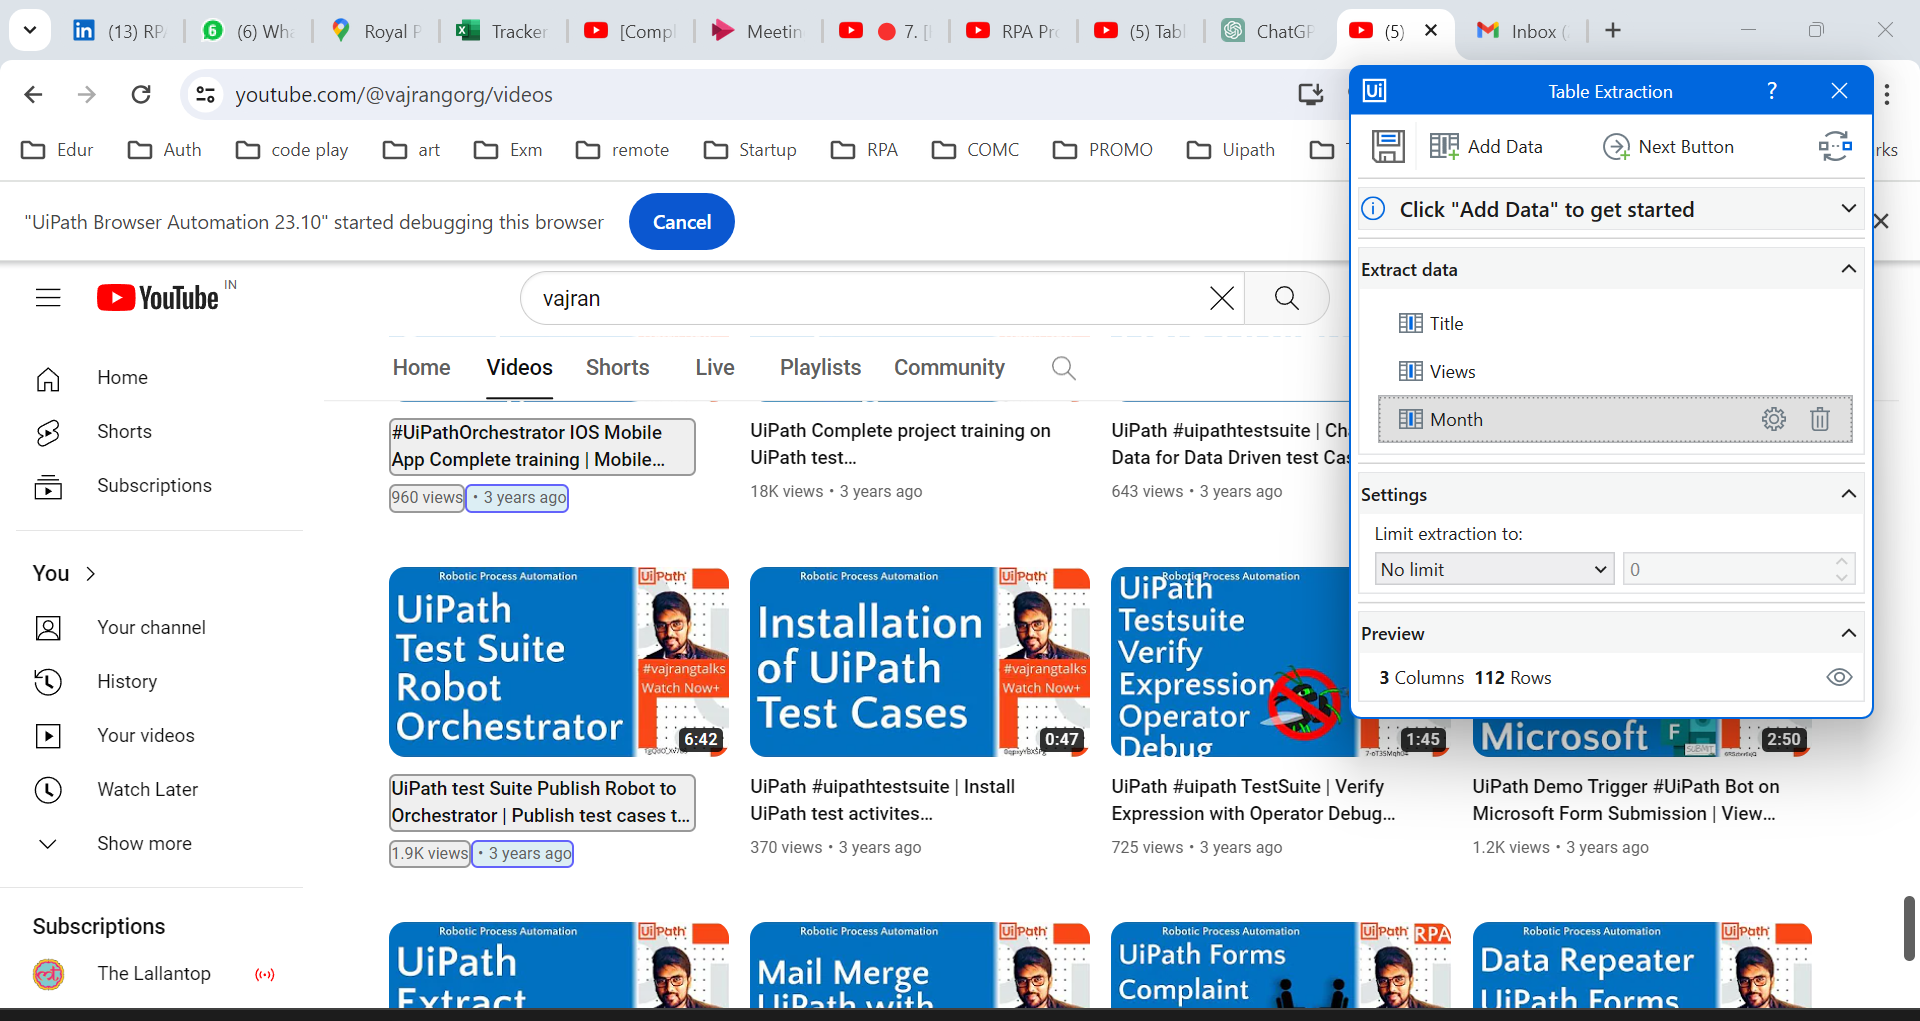 (13) RP
(6) Wha
Royal P
Tracker
[Compl
Meetin
7. [
RPA Pro
(5) Tabl
ChatGP
(5)
Inbox (
youtube.com/@vajrangorg/videos
Edur
Auth
code play
art
Exm
remote
Startup
RPA
COMC
PROMO
Uipath
rks
"UiPath Browser Automation 23.10" started debugging this browser
Cancel
Ui
Table Extraction
?
Add Data
Next Button
Click "Add Data" to get started
Extract data
Title
Views
Month
Settings
Limit extraction to:
No limit
0
Preview
3 Columns 112 Rows
YouTube IN
vajran
Home
Shorts
Subscriptions
You
Your channel
History
Your videos
Watch Later
Show more
Subscriptions
The Lallantop
Home
Videos
Shorts
Live
Playlists
Community
#UiPathOrchestrator IOS Mobile
App Complete training | Mobile...
960 views • 3 years ago
UiPath Complete project training on
UiPath test...
18K views • 3 years ago
UiPath #uipathtestsuite | Ch
Data for Data Driven test Ca
643 views • 3 years ago
Robotic Process Automation
UiPath
UiPath
Test Suite
Robot
Orchestrator
#vajrangtalks
Watch Now+
6:42
UiPath test Suite Publish Robot to
Orchestrator | Publish test cases t...
1.9K views • 3 years ago
Robotic Process Automation
UiPath
Installation
of UiPath
Test Cases
#vajrangtalks
Watch Now+
0:47
UiPath #uipathtestsuite | Install
UiPath test activites...
370 views • 3 years ago
Robotic Process Automation
UiPath
Testsuite
Verify
Expression
Operator
Debug
1:45
UiPath #uipath TestSuite | Verify
Expression with Operator Debug...
725 views • 3 years ago
Microsoft
F
SUBMIT
2:50
UiPath Demo Trigger #UiPath Bot on
Microsoft Form Submission | View...
1.2K views • 3 years ago
Robotic Process Automation
UiPath
UiPath
Extract
Robotic Process Automation
UiPath
Mail Merge
UiPath with
Robotic Process Automation
UiPath RPA
UiPath Forms
Complaint
Robotic Process Automation
UiPath
Data Repeater
UiPath Forms